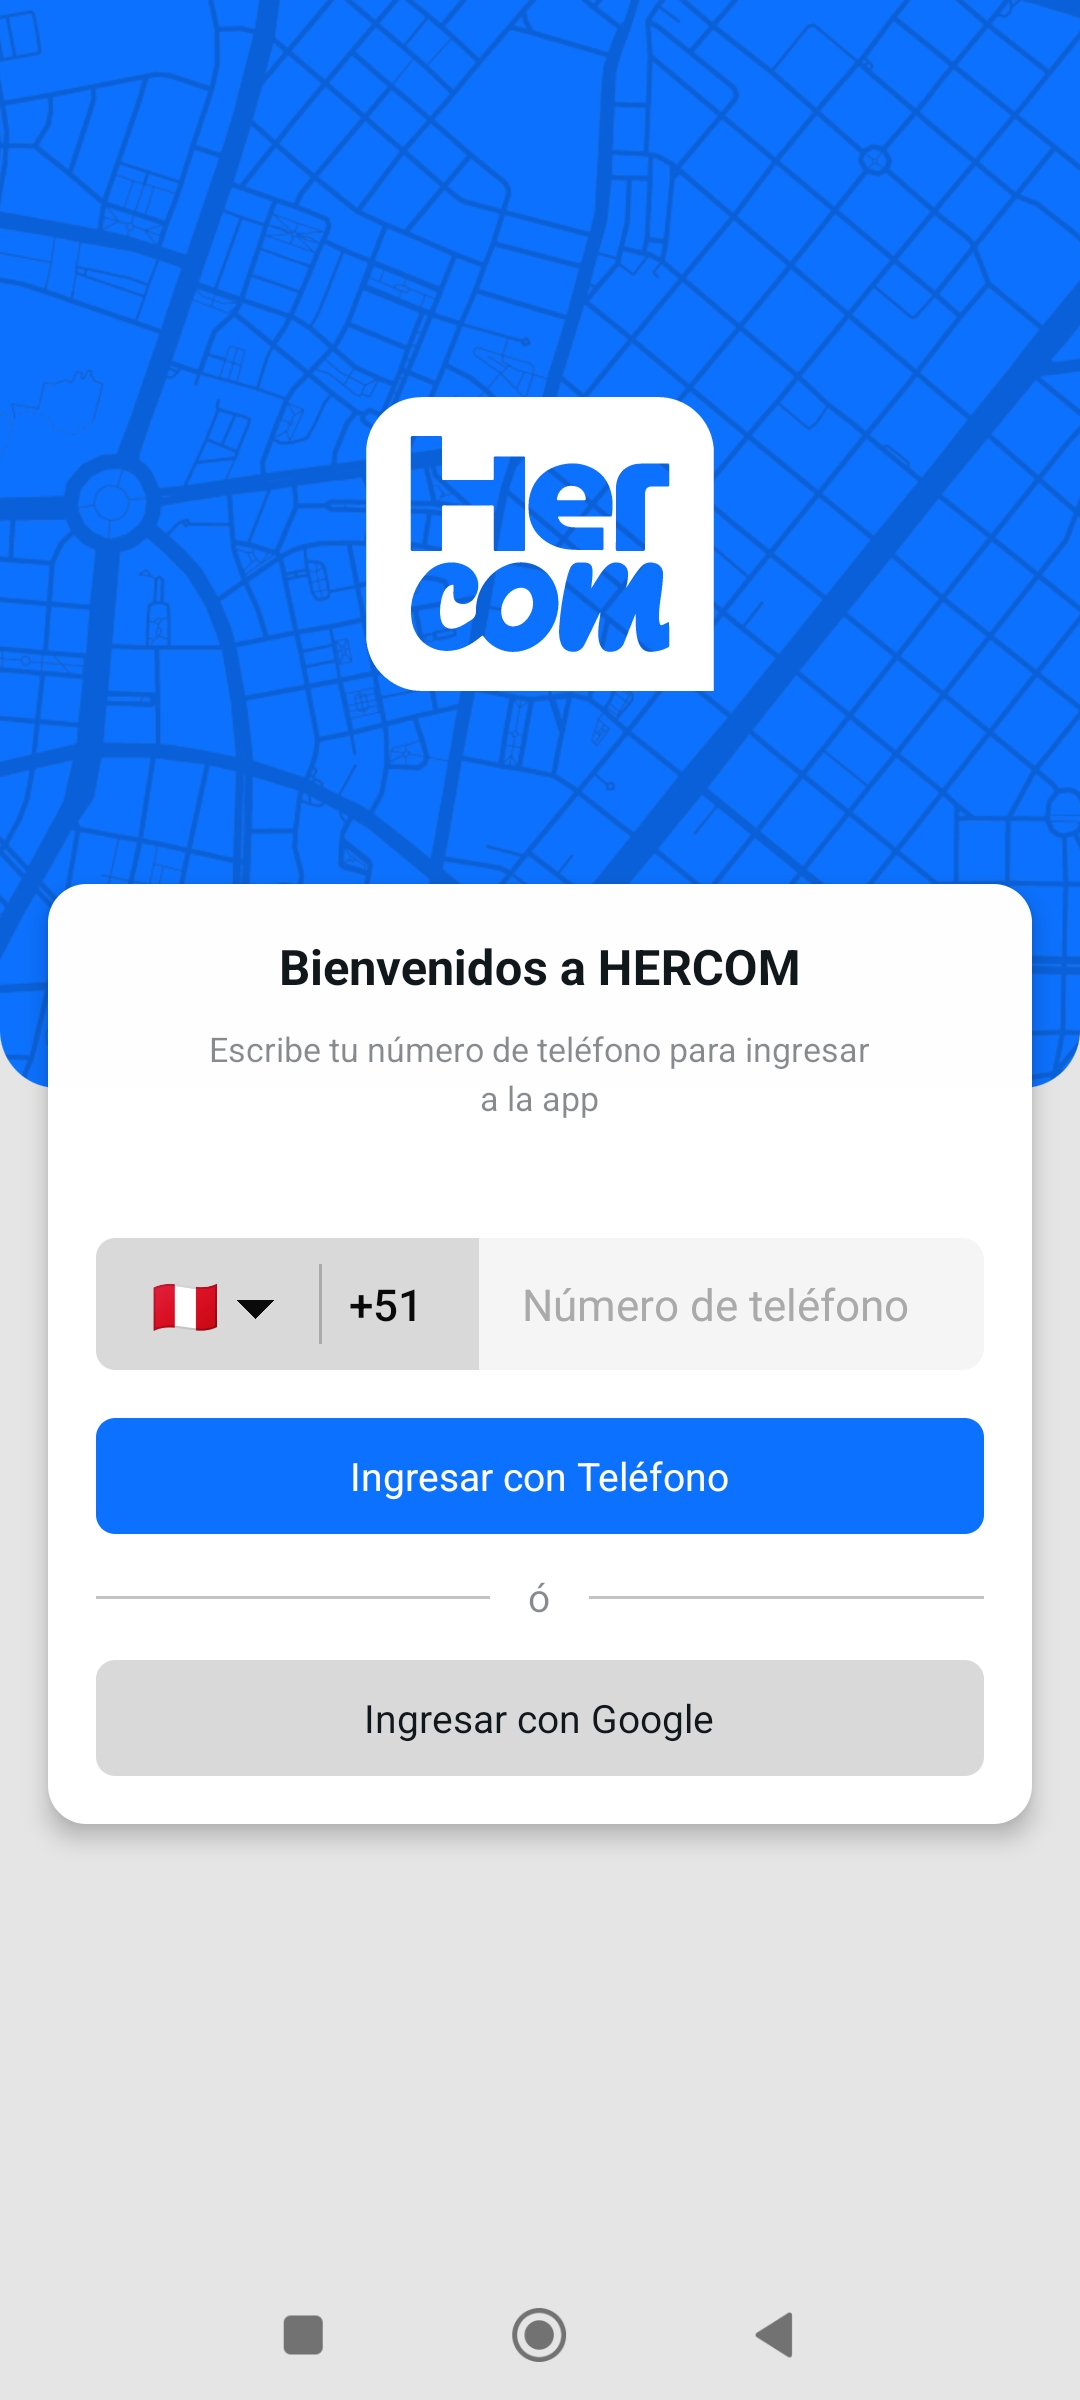 Her
com
Bienvenidos a HERCOM
Escribe tu número de teléfono para ingresar
a la app
+51 Número de teléfono
Ingresar con Teléfono
ó
Ingresar con Google